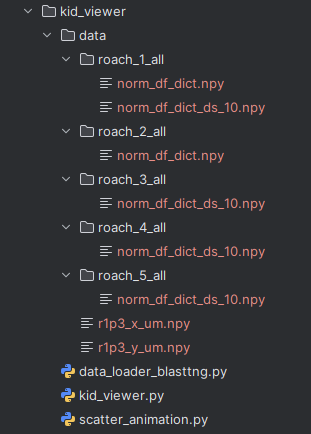 kid_viewer
data
roach_1_all
norm_df_dict.npy
norm_df_dict_ds_10.npy
roach_2_all
norm_df_dict.npy
roach_3_all
norm_df_dict_ds_10.npy
roach_4_all
norm_df_dict_ds_10.npy
roach_5_all
norm_df_dict_ds_10.npy
r1p3_x_um.npy
r1p3_y_um.npy
data_loader_blasttng.py
kid_viewer.py
scatter_animation.py